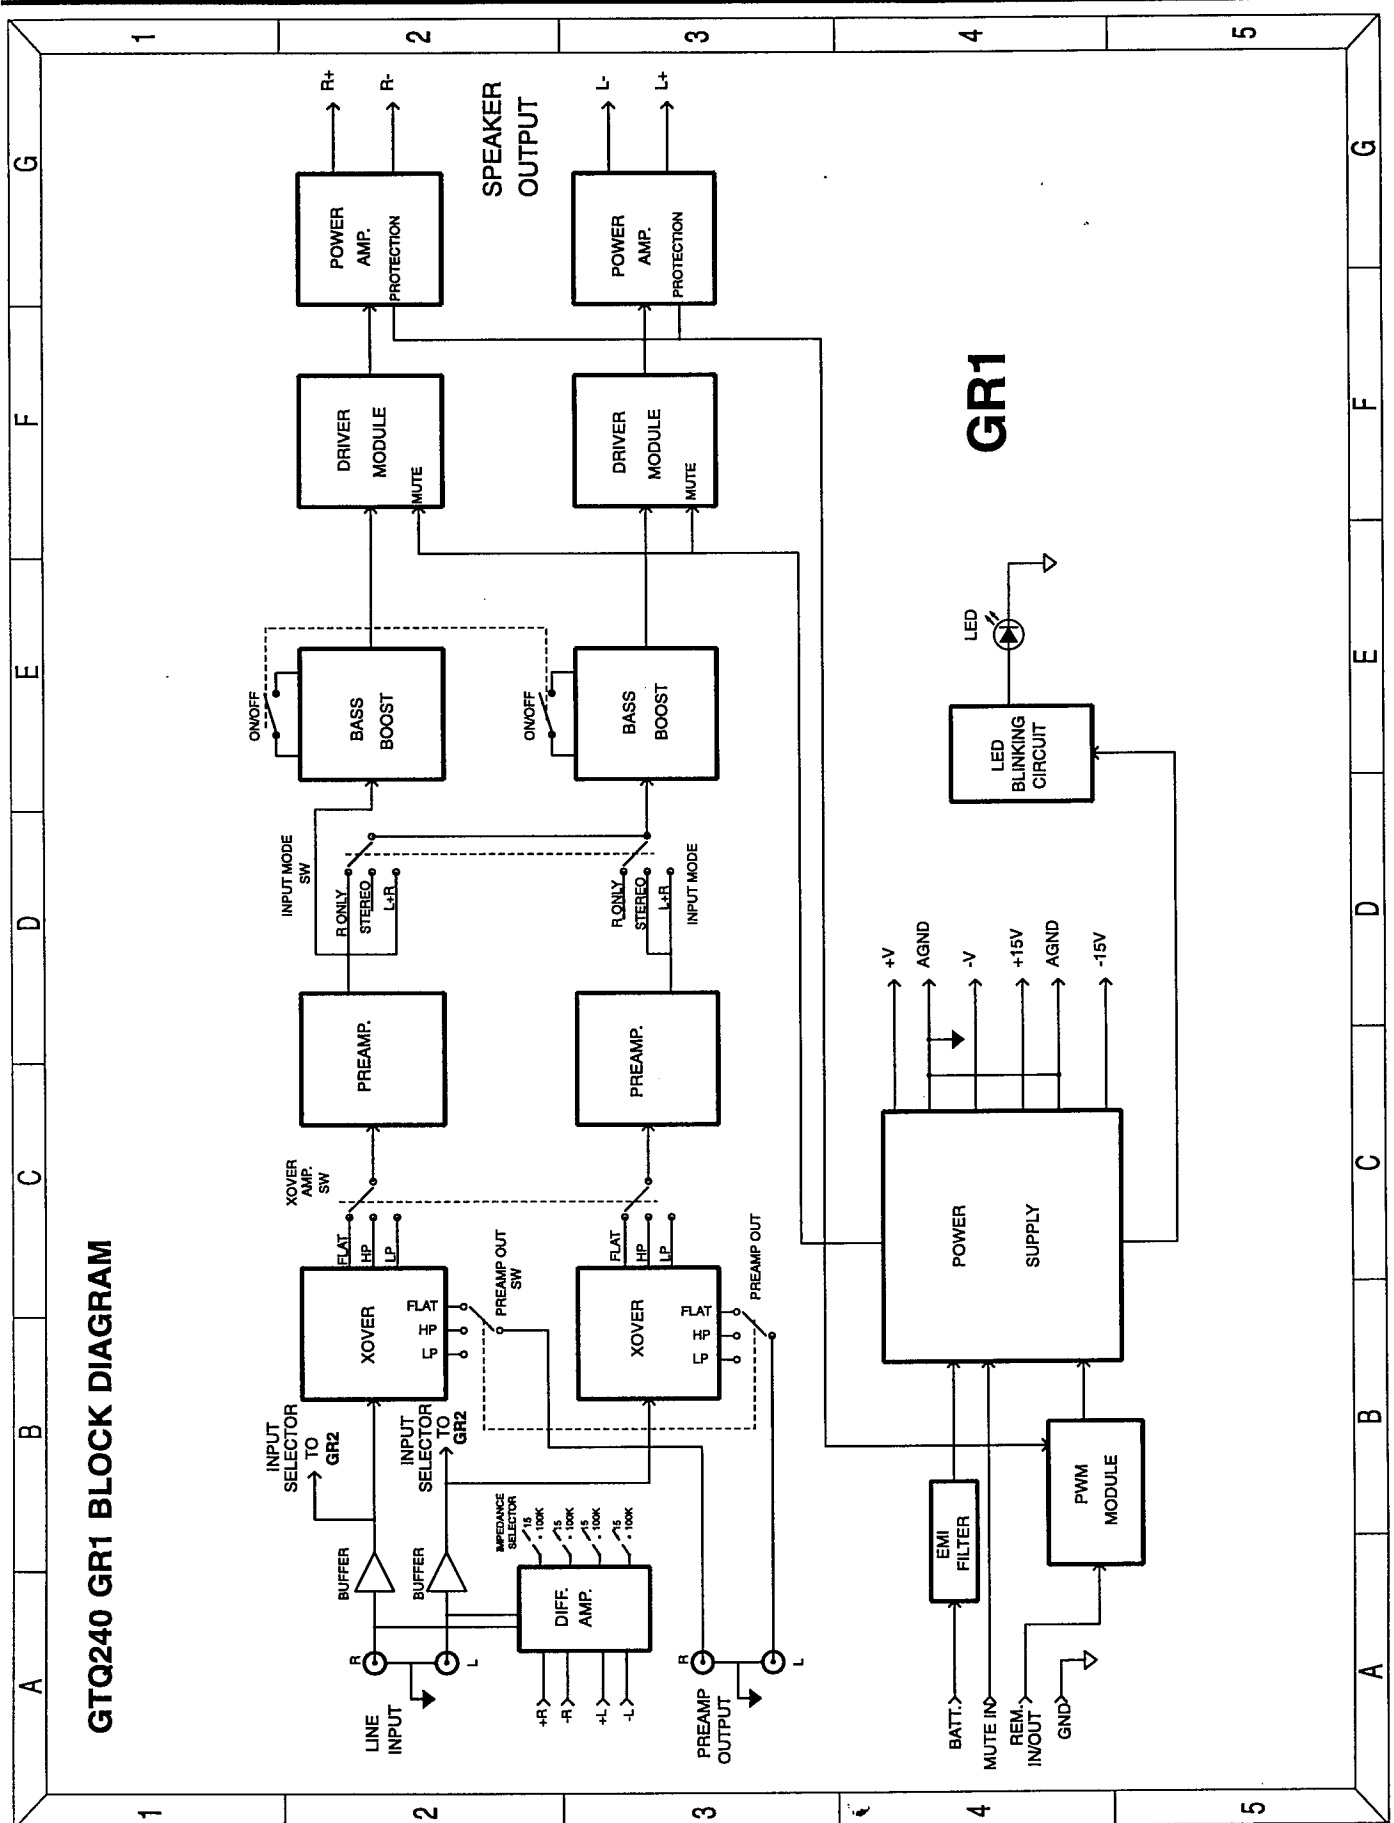 GTQ240 GR1 BLOCK DIAGRAM
A
B
C
D
E
F
G
1
2
3
4
5
LINE
INPUT
R
L
BUFFER
BUFFER
INPUT
SELECTOR
TO
GR2
INPUT
SELECTOR
TO
GR2
+R
-R
+L
-L
DIFF.
AMP.
IMPEDANCE
SELECTOR
15
100K
15
100K
15
100K
15
100K
XOVER
FLAT
HP
LP
FLAT
HP
LP
PREAMP OUT
SW
XOVER
AMP.
SW
XOVER
FLAT
HP
LP
FLAT
HP
LP
PREAMP OUT
PREAMP
OUTPUT
R
L
PREAMP.
PREAMP.
INPUT MODE
SW
R ONLY
STEREO
L+R
R ONLY
STEREO
L+R
INPUT MODE
ON/OFF
BASS
BOOST
ON/OFF
BASS
BOOST
DRIVER
MODULE
MUTE
DRIVER
MODULE
MUTE
POWER
AMP.
PROTECTION
POWER
AMP.
PROTECTION
R+
R-
SPEAKER
OUTPUT
L-
L+
BATT.
MUTE IN
REM.
IN/OUT
GND
EMI
FILTER
PWM
MODULE
POWER
SUPPLY
+V
AGND
-V
+15V
AGND
-15V
LED
BLINKING
CIRCUIT
LED
GR1
A
B
C
D
E
F
G
1
2
3
4
5